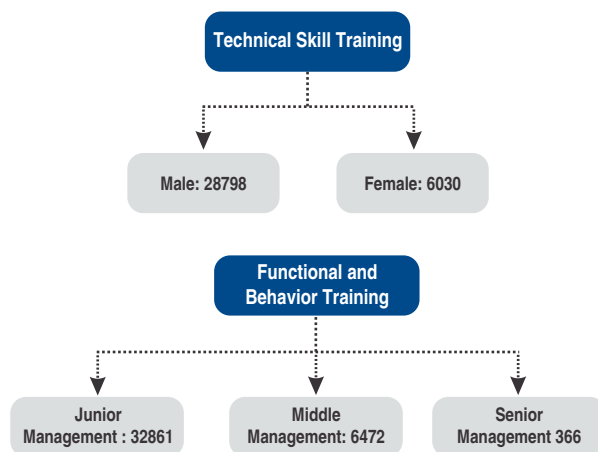 Technical Skill Training
Male: 28798
Female: 6030
Functional and
Behavior Training
Junior
Management : 32861
Middle
Management: 6472
Senior
Management 366